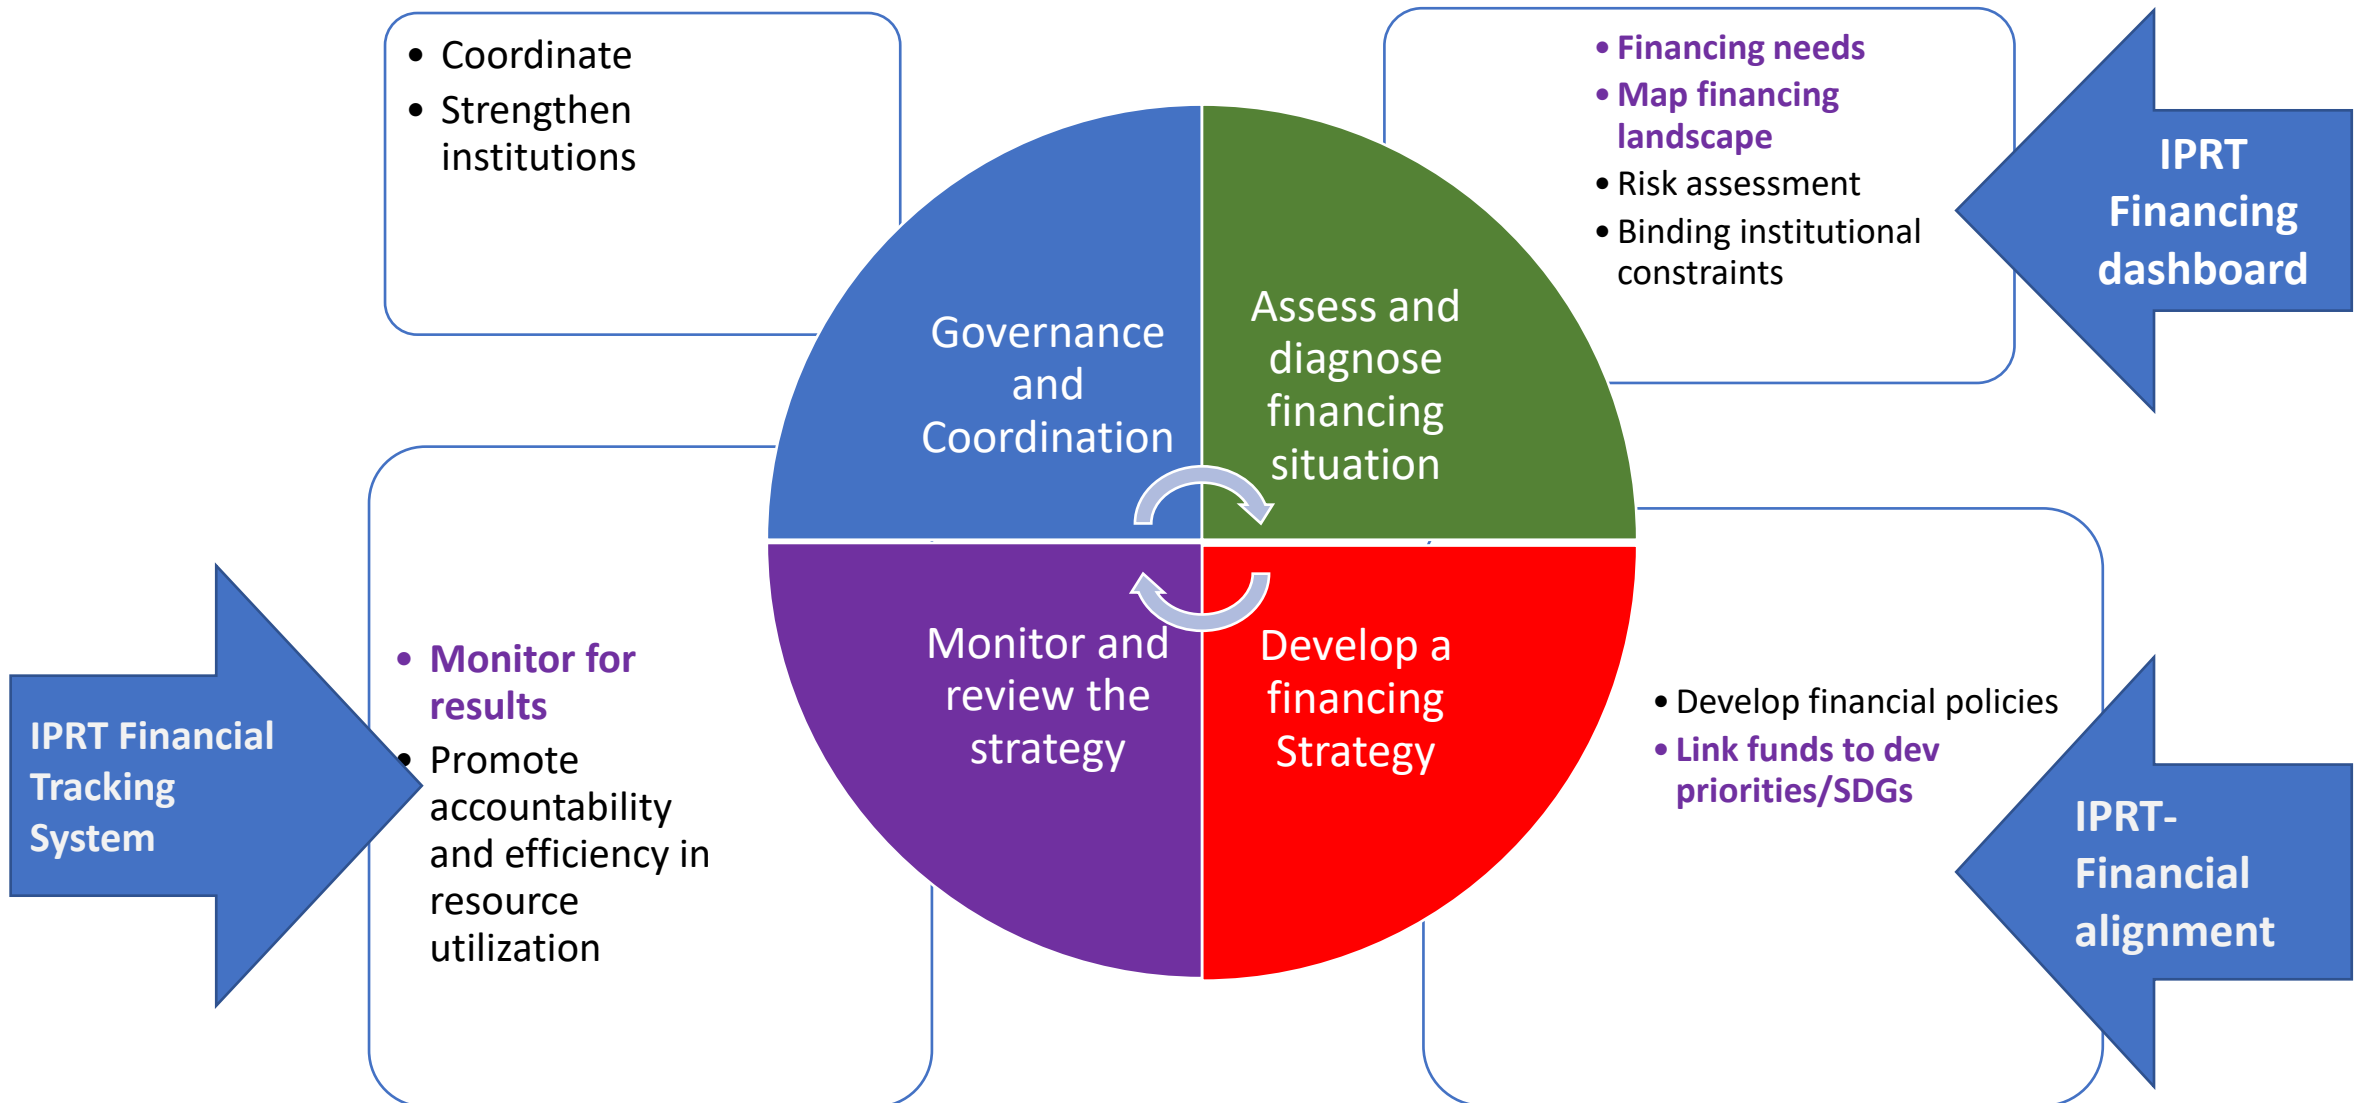 • Coordinate
• Strengthen
institutions
• Financing needs
• Map financing
landscape
• Risk assessment
• Binding institutional
constraints
IPRT
Financing
dashboard
Governance
and
Coordination
Assess and
diagnose
financing
situation
Monitor and
review the
strategy
Develop a
financing
Strategy
IPRT Financial
Tracking
System
• Monitor for
results
• Promote
accountability
and efficiency in
resource
utilization
• Develop financial policies
• Link funds to dev
priorities/SDGs
IPRT-
Financial
alignment